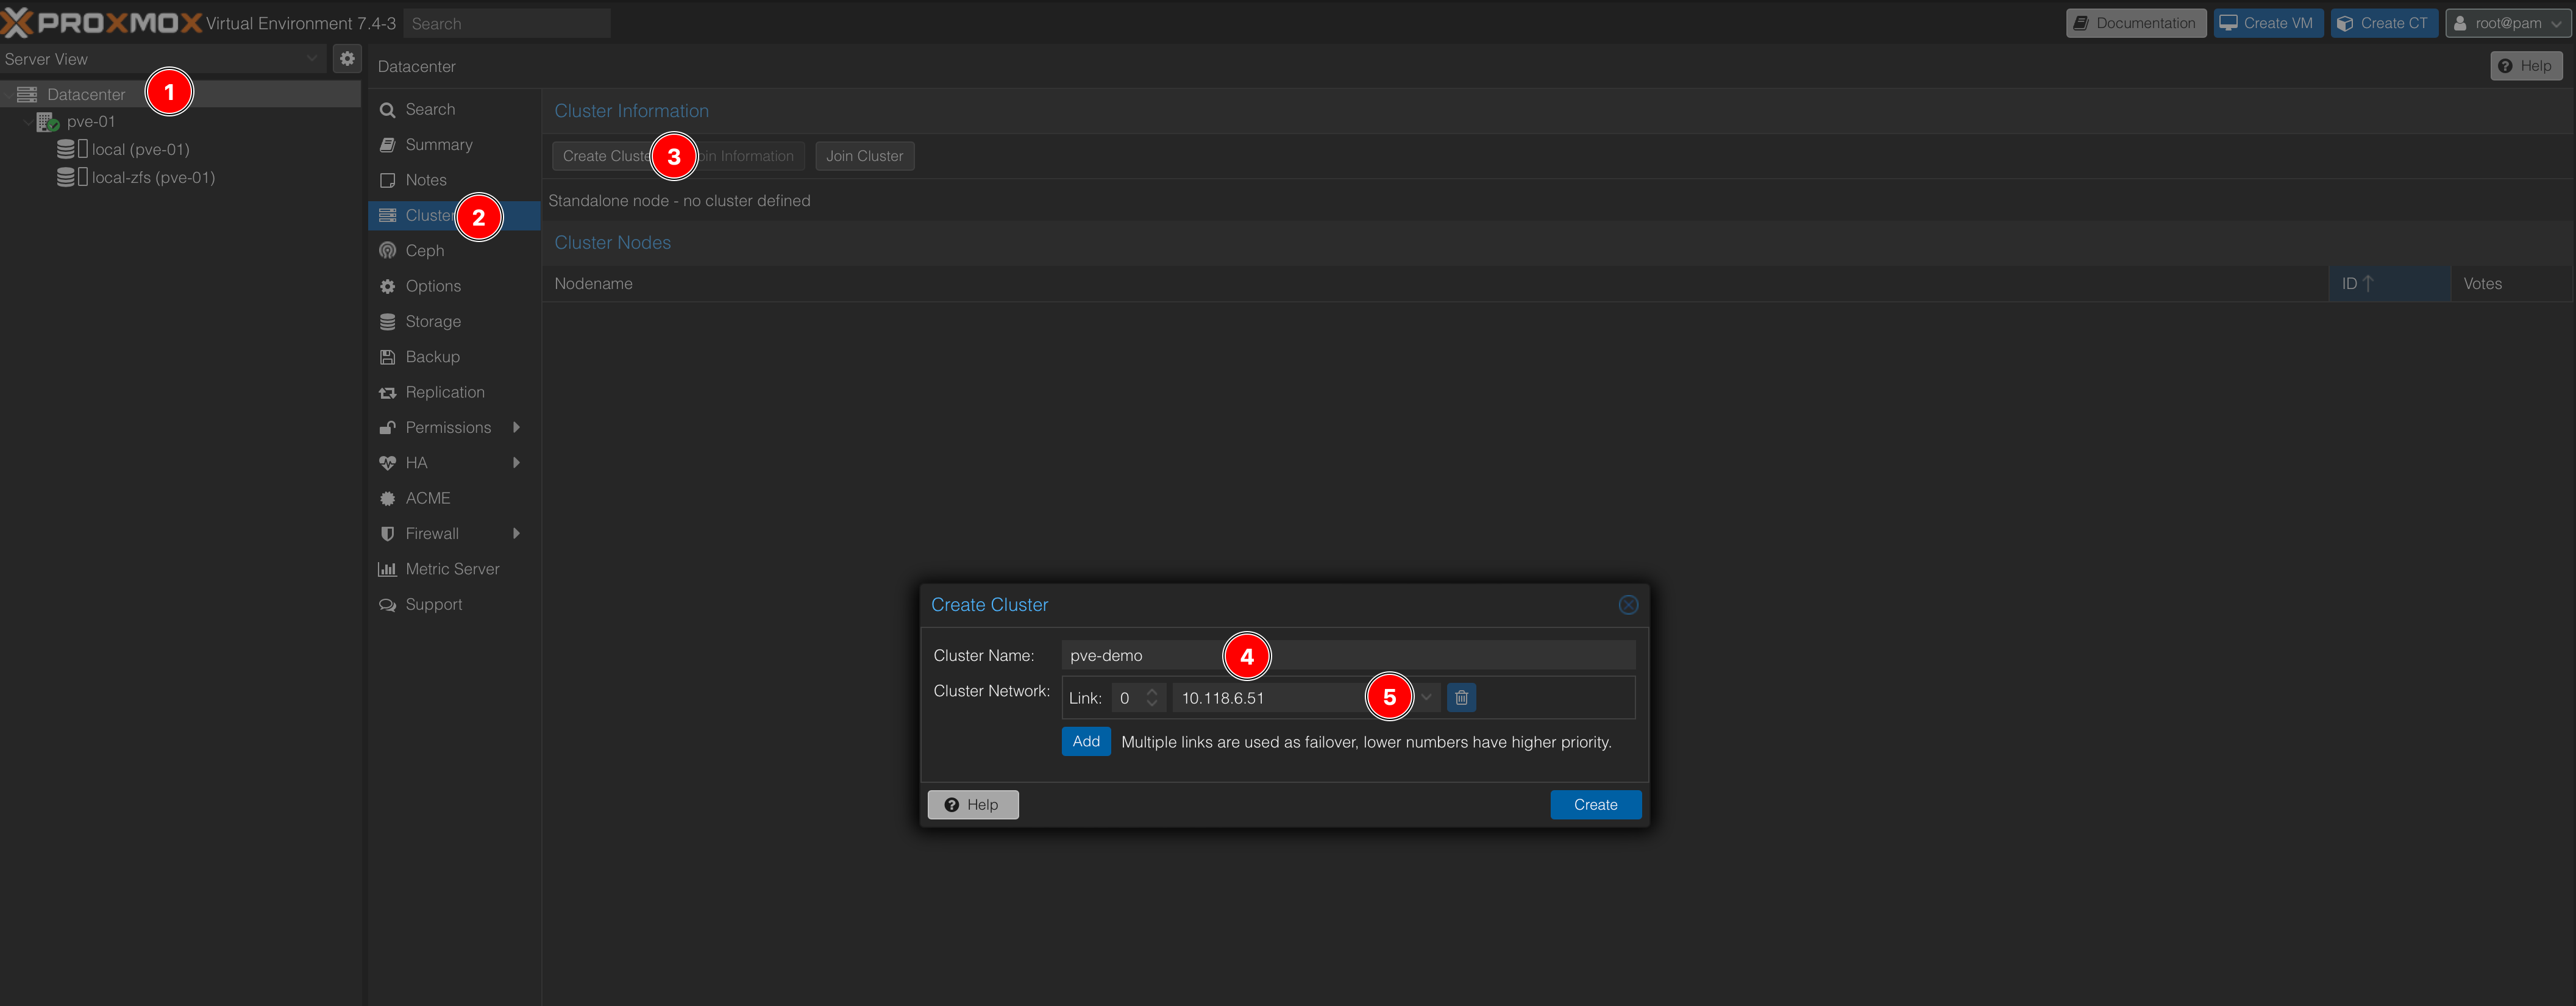 PROXMOX Virtual Environment 7.4-3 Search Documentation Create VM Create CT root@pam
Server View
Datacenter 1
pve-01
local (pve-01)
local-zfs (pve-01)
Datacenter Help
Search
Summary
Notes
Cluster 2
Ceph
Options
Storage
Backup
Replication
Permissions
HA
ACME
Firewall
Metric Server
Support
Cluster Information
Create Cluste 3 oin Information Join Cluster
Standalone node - no cluster defined
Cluster Nodes
Nodename ID Votes
Create Cluster
Cluster Name: pve-demo 4
Cluster Network: Link: 0 10.118.6.51 5
Add Multiple links are used as failover, lower numbers have higher priority.
Help Create